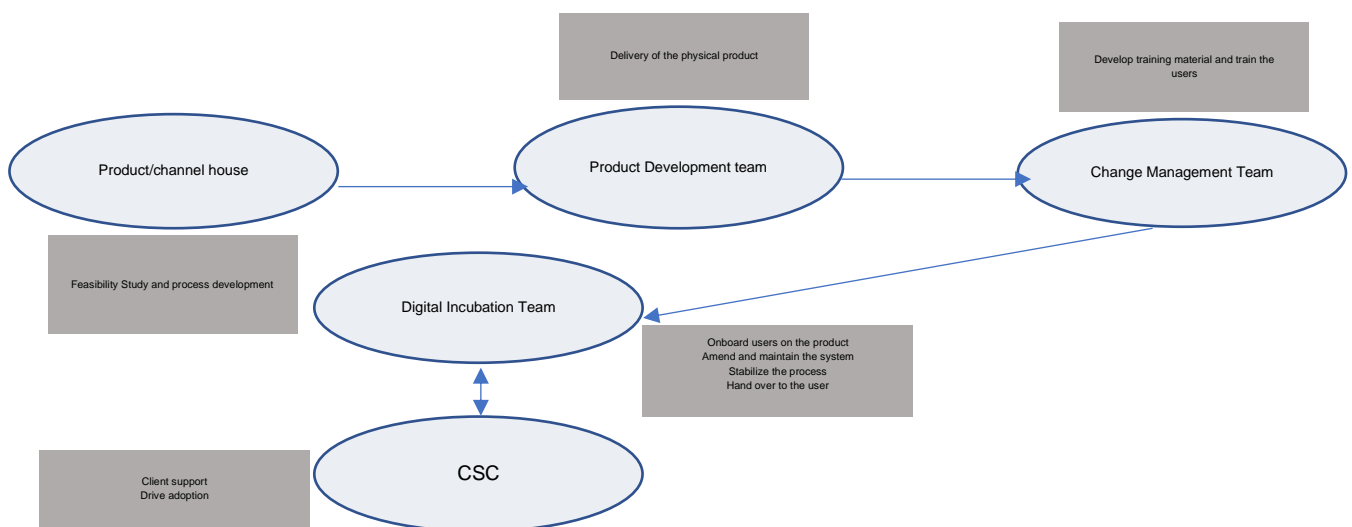 Delivery of the physical product
Develop training material and train the
users
Product/channel house
Product Development team
Change Management Team
Feasibility Study and process development
Digital Incubation Team
Onboard users on the product
Amend and maintain the system
Stabilize the process
Hand over to the user
CSC
Client support
Drive adoption